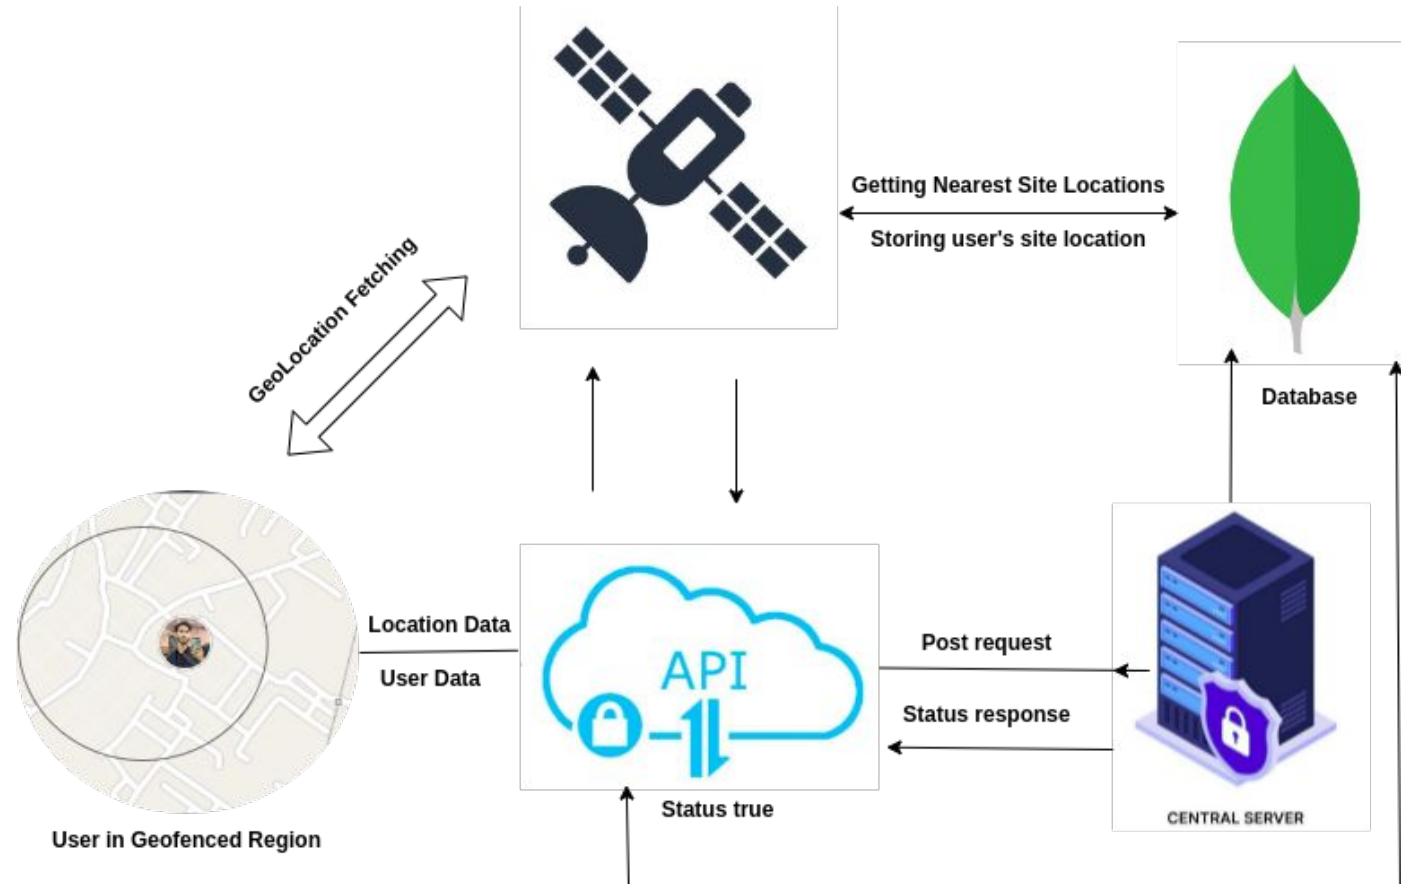 Getting Nearest Site Locations
Storing user's site location
GeoLocation Fetching
Database
Location Data
User Data
API
Post request
Status response
Status true
CENTRAL SERVER
User in Geofenced Region